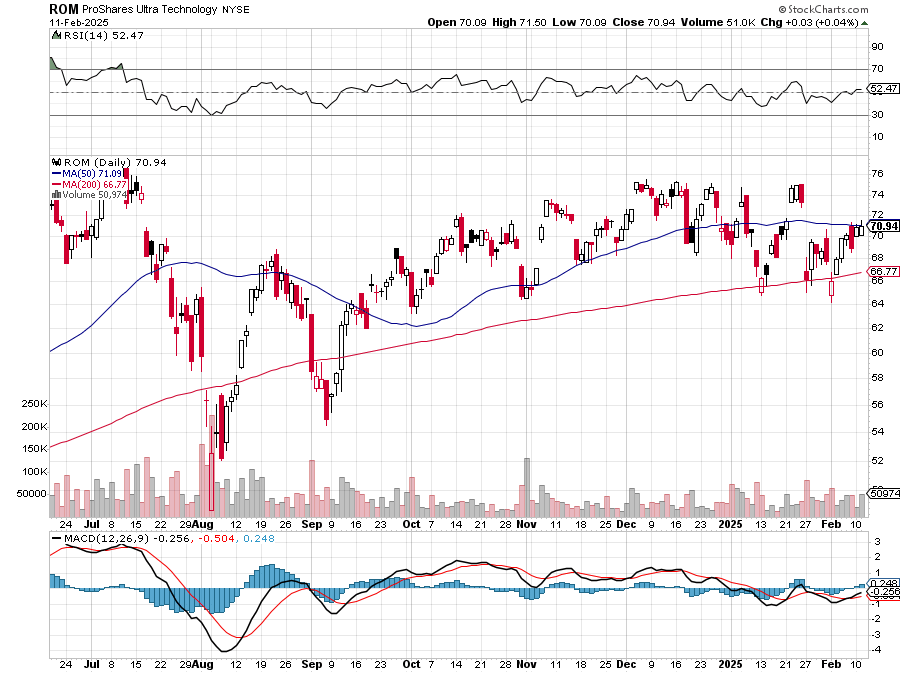 ROM ProShares Ultra Technology NYSE © StockCharts.com
11-Feb-2025 Open 70.09 High 71.50 Low 70.09 Close 70.94 Volume 51.0K Chg +0.03 (+0.04%)
RSI(14) 52.47
90
70
52.47
30
10
ROM (Daily) 70.94
MA(50) 71.09
MA(200) 66.77
Volume 50,974
76
74
72
70.94
70
68
66.77
66
64
62
60
58
56
54
52
250K
200K
150K
100K
50000
50974
24 Jul 8 15 22 29 Aug 12 19 26 Sep 9 16 23 Oct 7 14 21 28 Nov 11 18 25 Dec 9 16 23 2025 13 21 27 Feb 10
MACD(12,26,9) -0.256, -0.504, 0.248
3
2
1
0.248
-0.256
-1
-2
-3
-4
24 Jul 8 15 22 29 Aug 12 19 26 Sep 9 16 23 Oct 7 14 21 28 Nov 11 18 25 Dec 9 16 23 2025 13 21 27 Feb 10